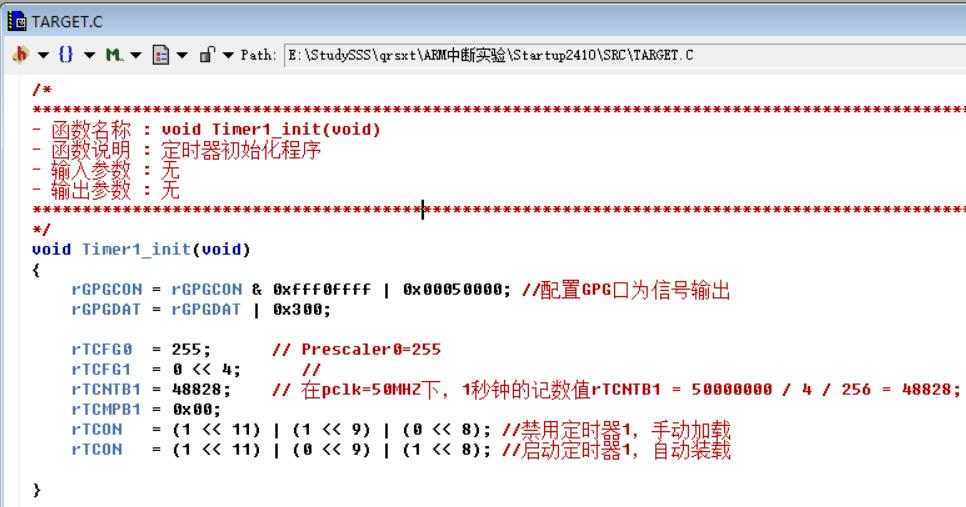 TARGET.C
Path: E:\StudySSS\qrsxt\ARM中断实验\Startup2410\SRC\TARGET.C
/*
****************************************************************************************************
- 函数名称 : void Timer1_init(void)
- 函数说明 : 定时器初始化程序
- 输入参数 : 无
- 输出参数 : 无
****************************************************************************************************
*/
void Timer1_init(void)
{
    rGPGCON = rGPGCON & 0xfff0ffff | 0x00050000; //配置GPG口为信号输出
    rGPGDAT = rGPGDAT | 0x300;
    rTCFG0  = 255;      // Prescaler0=255
    rTCFG1  = 0 << 4;      //
    rTCNTB1 = 48828;    // 在pclk=50MHZ下，1秒钟的记数值rTCNTB1 = 50000000 / 4 / 256 = 48828;
    rTCMPB1 = 0x00;
    rTCON   = (1 << 11) | (1 << 9) | (0 << 8); //禁用定时器1，手动加载
    rTCON   = (1 << 11) | (0 << 9) | (1 << 8); //启动定时器1，自动装载
}